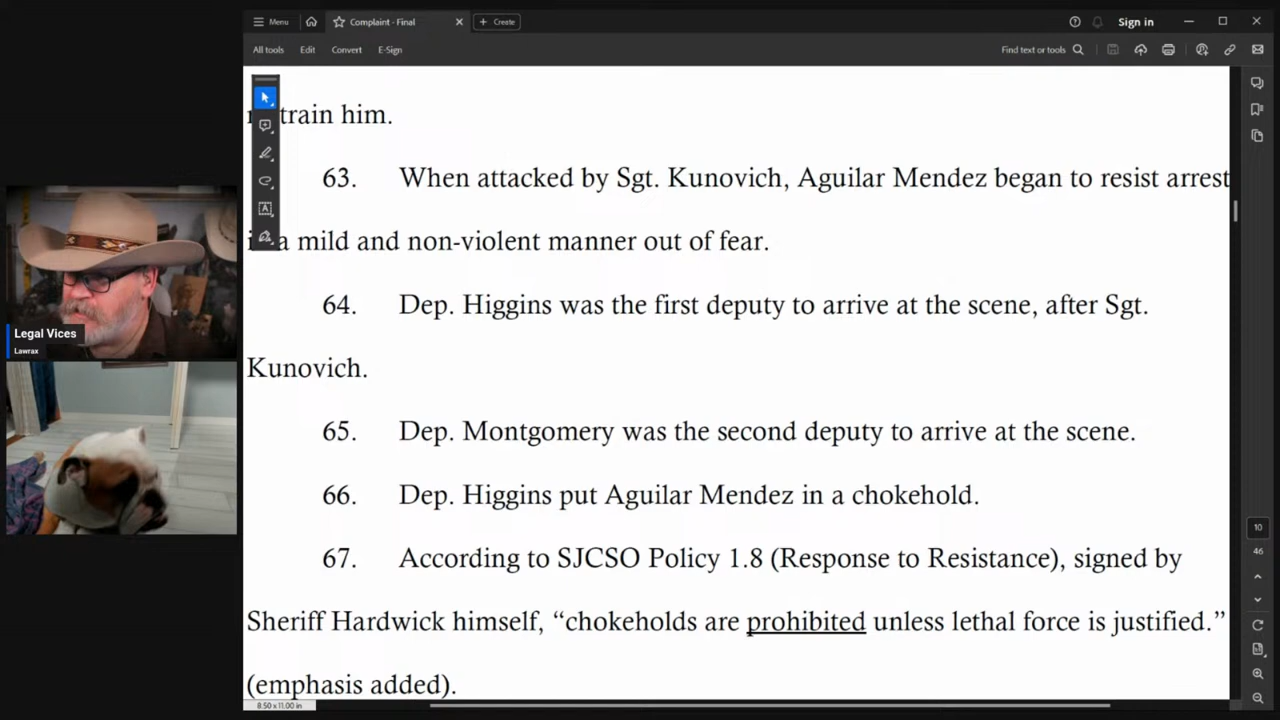 Menu
Complaint - Final
Create
Sign in
All tools
Edit
Convert
E-Sign
Find text or tools
train him.
63. When attacked by Sgt. Kunovich, Aguilar Mendez began to resist arrest
a mild and non-violent manner out of fear.
64. Dep. Higgins was the first deputy to arrive at the scene, after Sgt.
Kunovich.
65. Dep. Montgomery was the second deputy to arrive at the scene.
66. Dep. Higgins put Aguilar Mendez in a chokehold.
67. According to SJCSO Policy 1.8 (Response to Resistance), signed by
Sheriff Hardwick himself, “chokeholds are prohibited unless lethal force is justified.”
(emphasis added).
8.50 x 11.00 in
10
46
Legal Vices
Lawrax